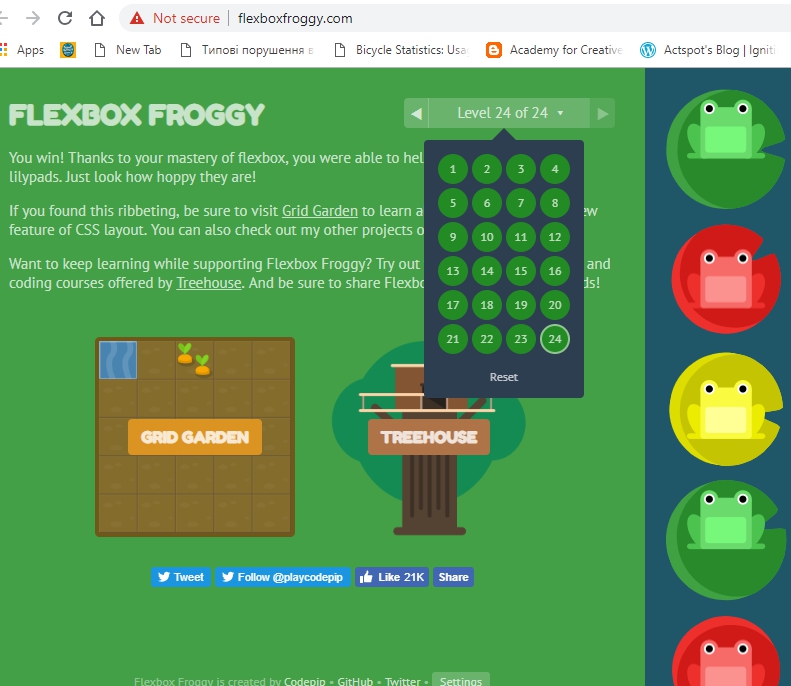 Not secure | flexboxfroggy.com
Apps New Tab Типові порушення в Bicycle Statistics: Usa Academy for Creative Actspot's Blog | Igniti
FLEXBOX FROGGY
◀ Level 24 of 24 ▾ ▶
You win! Thanks to your mastery of flexbox, you were able to hel
lilypads. Just look how hoppy they are!
If you found this ribbeting, be sure to visit Grid Garden to learn a ew
feature of CSS layout. You can also check out my other projects o
Want to keep learning while supporting Flexbox Froggy? Try out and
coding courses offered by Treehouse. And be sure to share Flexbo ds!
1 2 3 4
5 6 7 8
9 10 11 12
13 14 15 16
17 18 19 20
21 22 23 24
Reset
GRID GARDEN
TREEHOUSE
Tweet Follow @playcodepip Like 21K Share
Flexbox Froggy is created by Codepip • GitHub • Twitter • Settings